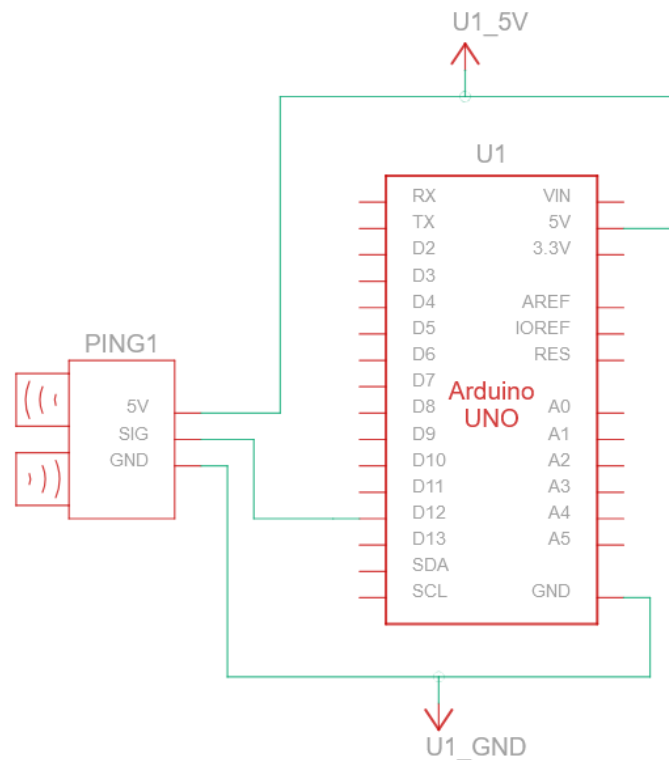 U1_5V
U1
RX VIN
TX 5V
D2 3.3V
D3
D4 AREF
D5 IOREF
D6 RES
D7
D8 A0
D9 A1
D10 A2
D11 A3
D12 A4
D13 A5
SDA
SCL GND
Arduino
UNO
PING1
5V
SIG
GND
U1_GND